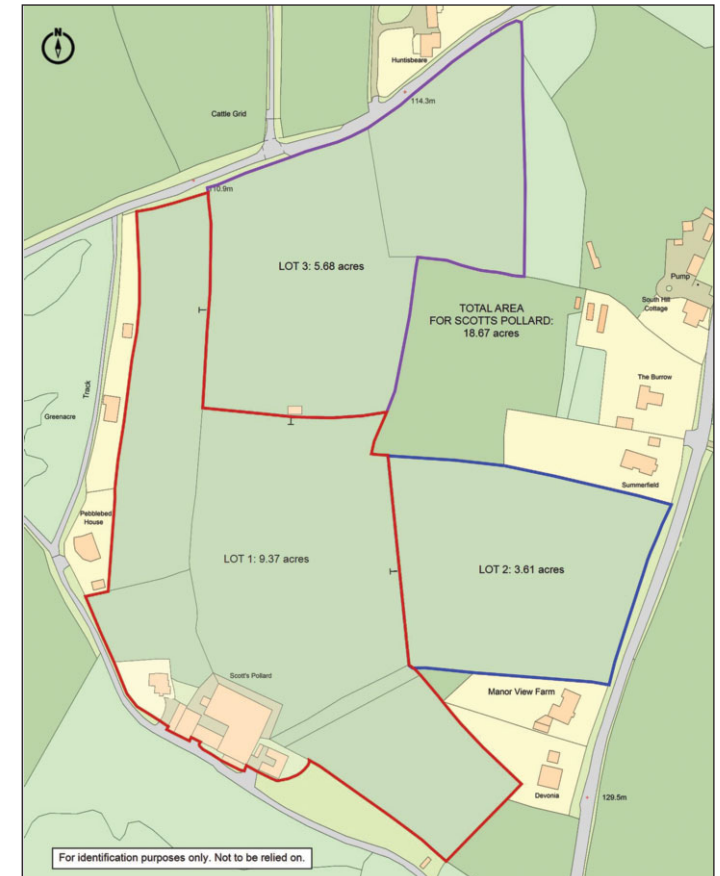 N
Huntisbeare
114.3m
Cattle Grid
110.9m
LOT 3: 5.68 acres
TOTAL AREA
FOR SCOTTS POLLARD:
18.67 acres
Pump
South Hill
Cottage
The Burrow
Track
Greenacre
Summerfield
Pebblebed
House
LOT 1: 9.37 acres
LOT 2: 3.61 acres
Scott's Pollard
Manor View Farm
Devonia
129.5m
For identification purposes only. Not to be relied on.